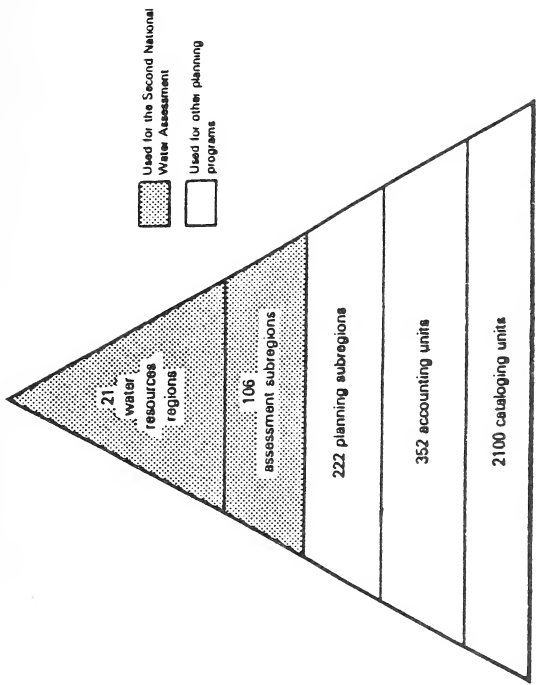 Used for the Second National
Water Assessment
Used for other planning
programs
21
water
resources
regions
106
assessment subregions
222 planning subregions
352 accounting units
2100 cataloging units